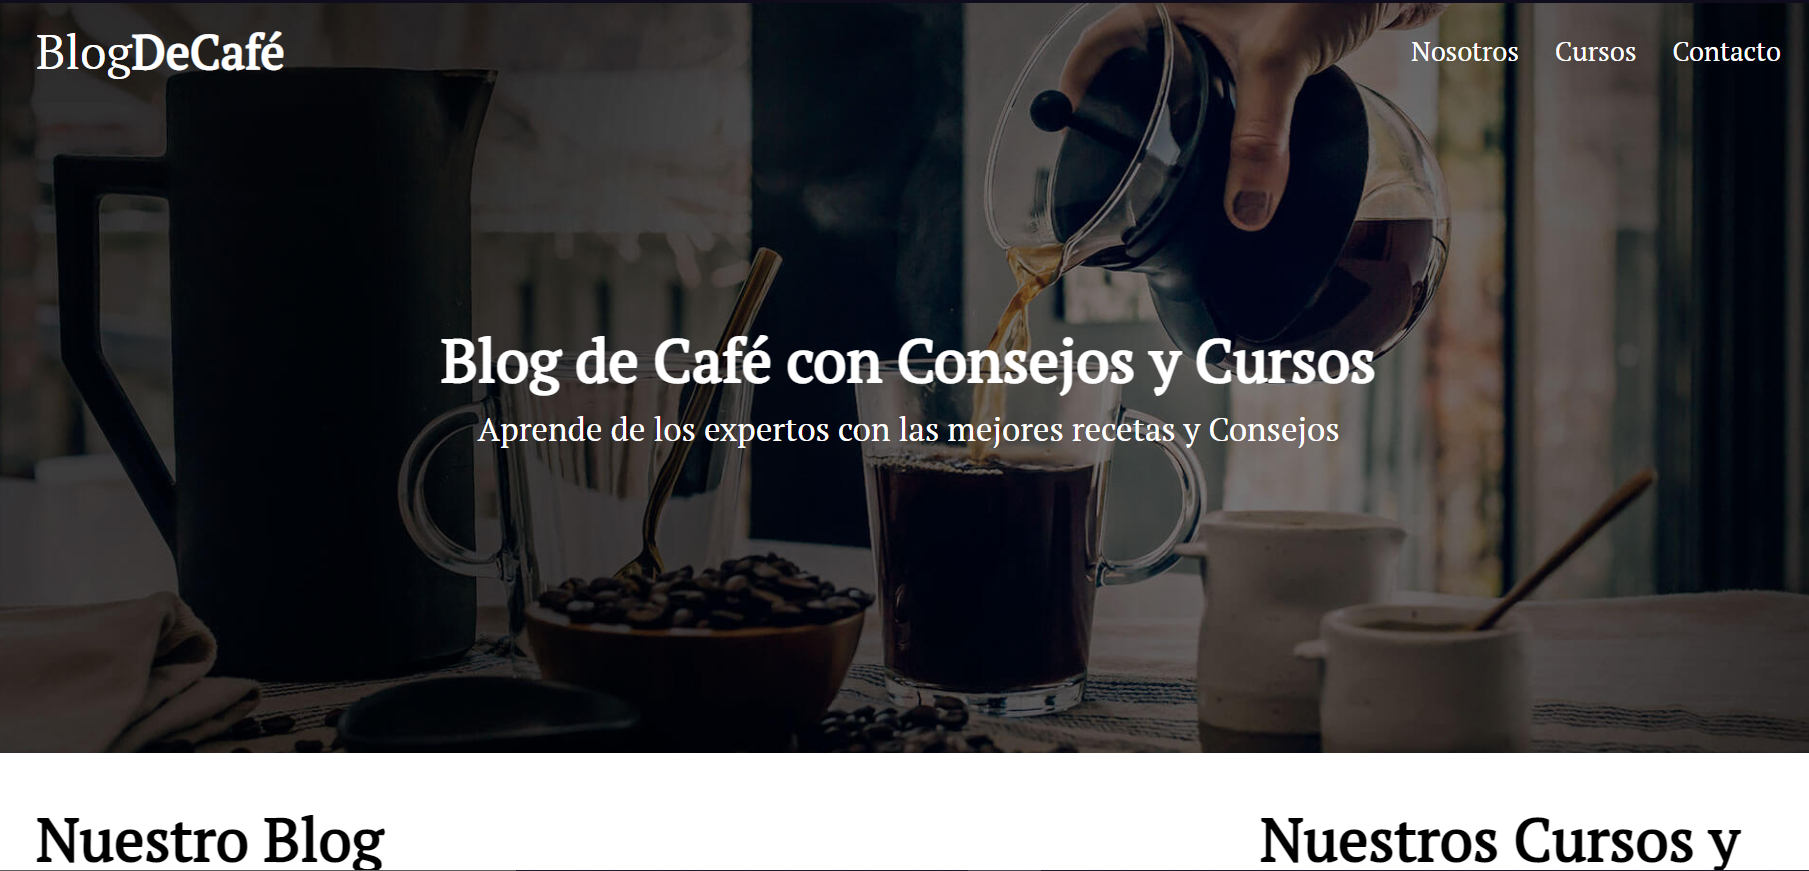 BlogDeCafé
Nosotros Cursos Contacto
Blog de Café con Consejos y Cursos
Aprende de los expertos con las mejores recetas y Consejos
Nuestro Blog
Nuestros Cursos y